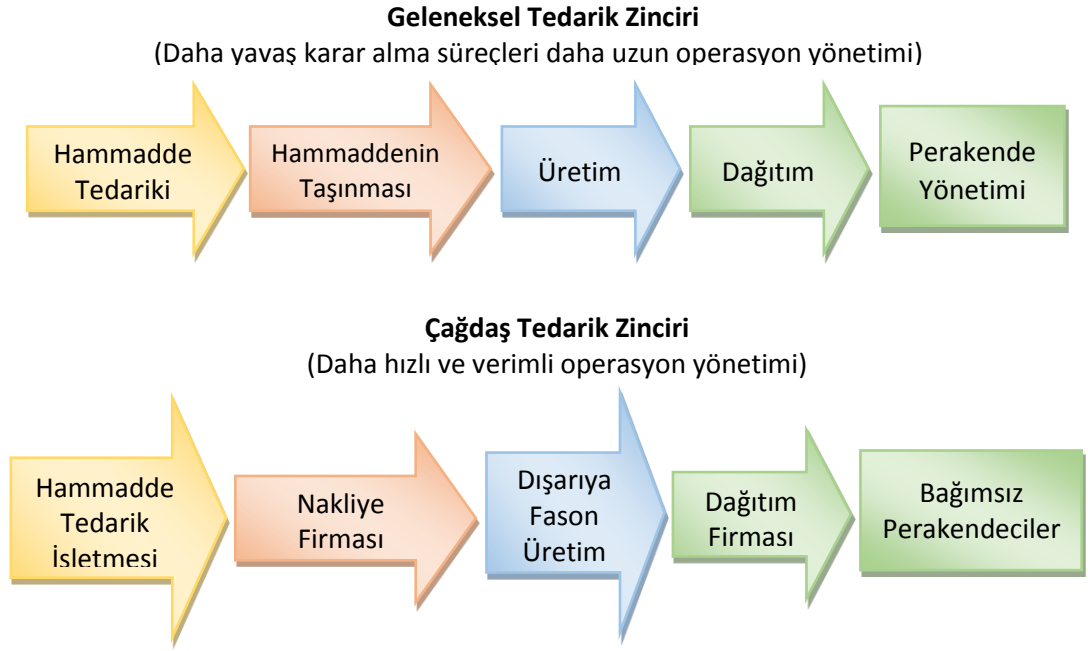 Geleneksel Tedarik Zinciri
(Daha yavaş karar alma süreçleri daha uzun operasyon yönetimi)
Hammadde
Tedariki
Hammaddenin
Taşınması
Üretim
Dağıtım
Perakende
Yönetimi
Çağdaş Tedarik Zinciri
(Daha hızlı ve verimli operasyon yönetimi)
Hammadde
Tedarik
İşletmesi
Nakliye
Firması
Dışarıya
Fason
Üretim
Dağıtım
Firması
Bağımsız
Perakendeciler